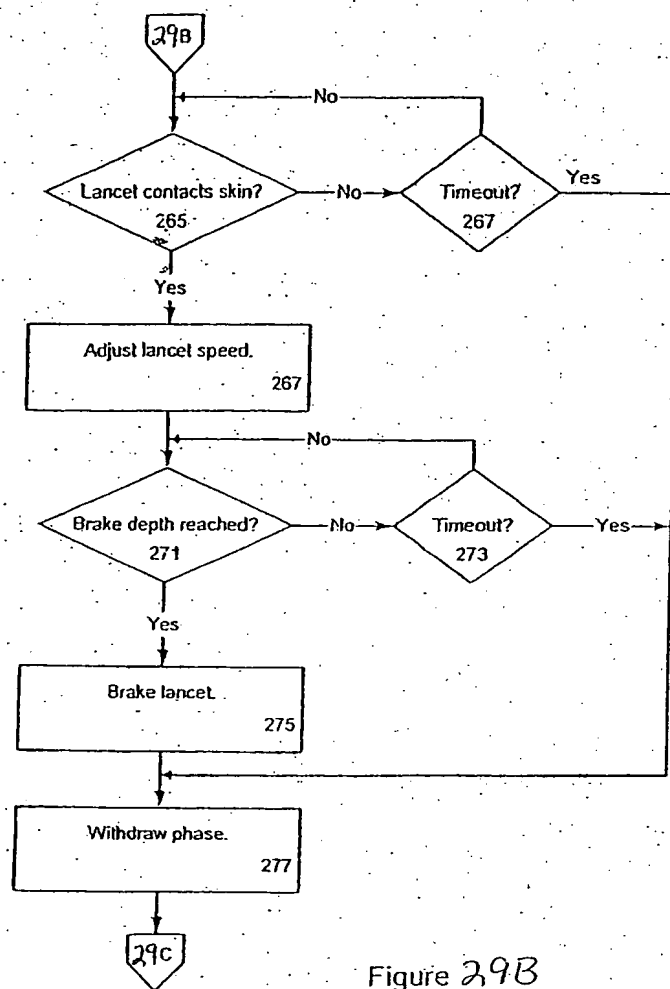 29B
No
Lancet contacts skin?
265
No
Timeout?
267
Yes
Yes
Adjust lancet speed.
267
No
Brake depth reached?
271
No
Timeout?
273
Yes
Yes
Brake lancet.
275
Withdraw phase.
277
29C
Figure 29B